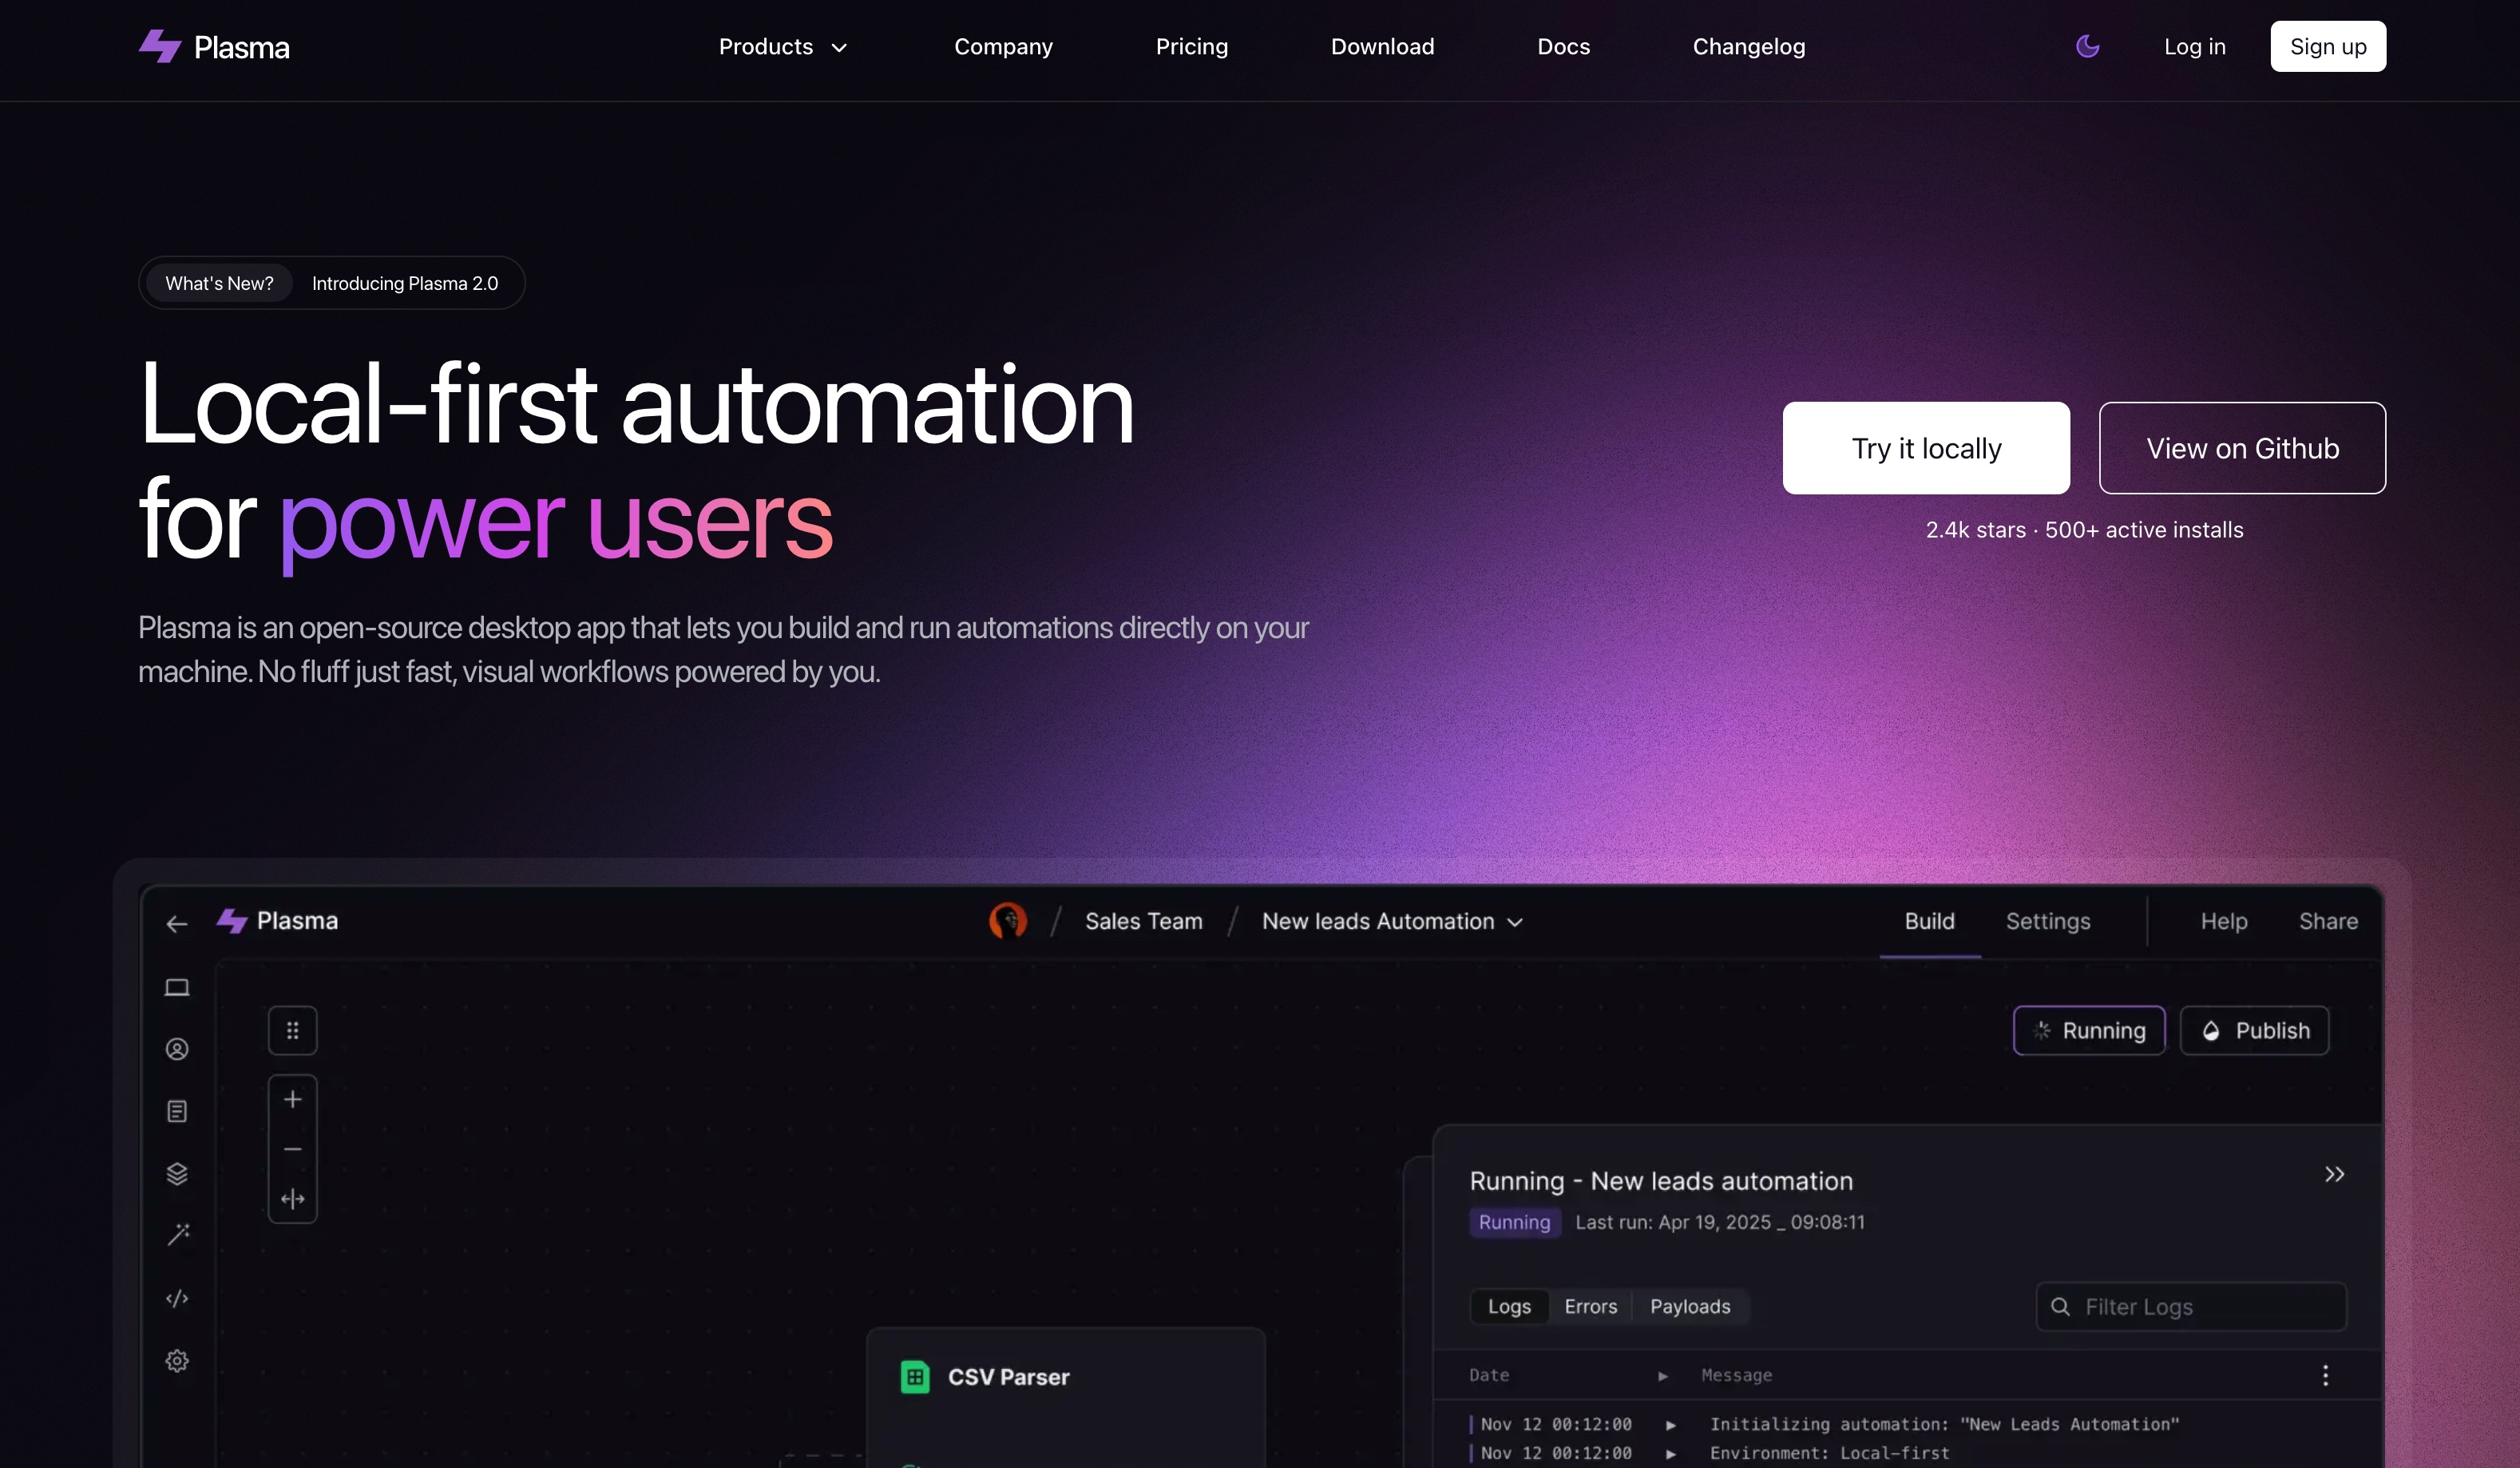 Plasma
Products
Company
Pricing
Download
Docs
Changelog
Log in
Sign up
What's New?
Introducing Plasma 2.0
Local-first automation
for power users
Plasma is an open-source desktop app that lets you build and run automations directly on your
machine. No fluff just fast, visual workflows powered by you.
Try it locally
View on Github
2.4k stars · 500+ active installs
Plasma
/ Sales Team / New leads Automation
Build
Settings
Help
Share
Running
Publish
Running - New leads automation
Running
Last run: Apr 19, 2025 _ 09:08:11
Logs
Errors
Payloads
Filter Logs
Date
Message
Nov 12 00:12:00 Initializing automation: "New Leads Automation"
Nov 12 00:12:00 Environment: Local-first
CSV Parser